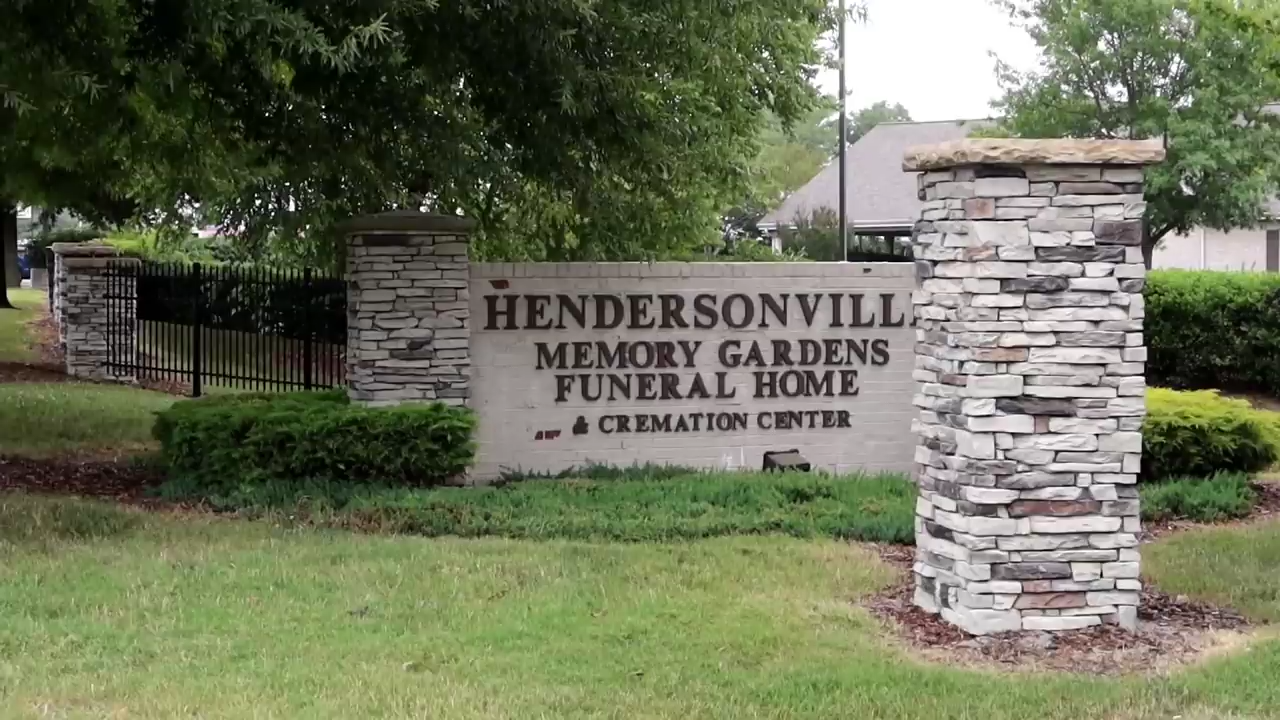 HENDERSONVILL
MEMORY GARDENS
FUNERAL HOME
& CREMATION CENTER